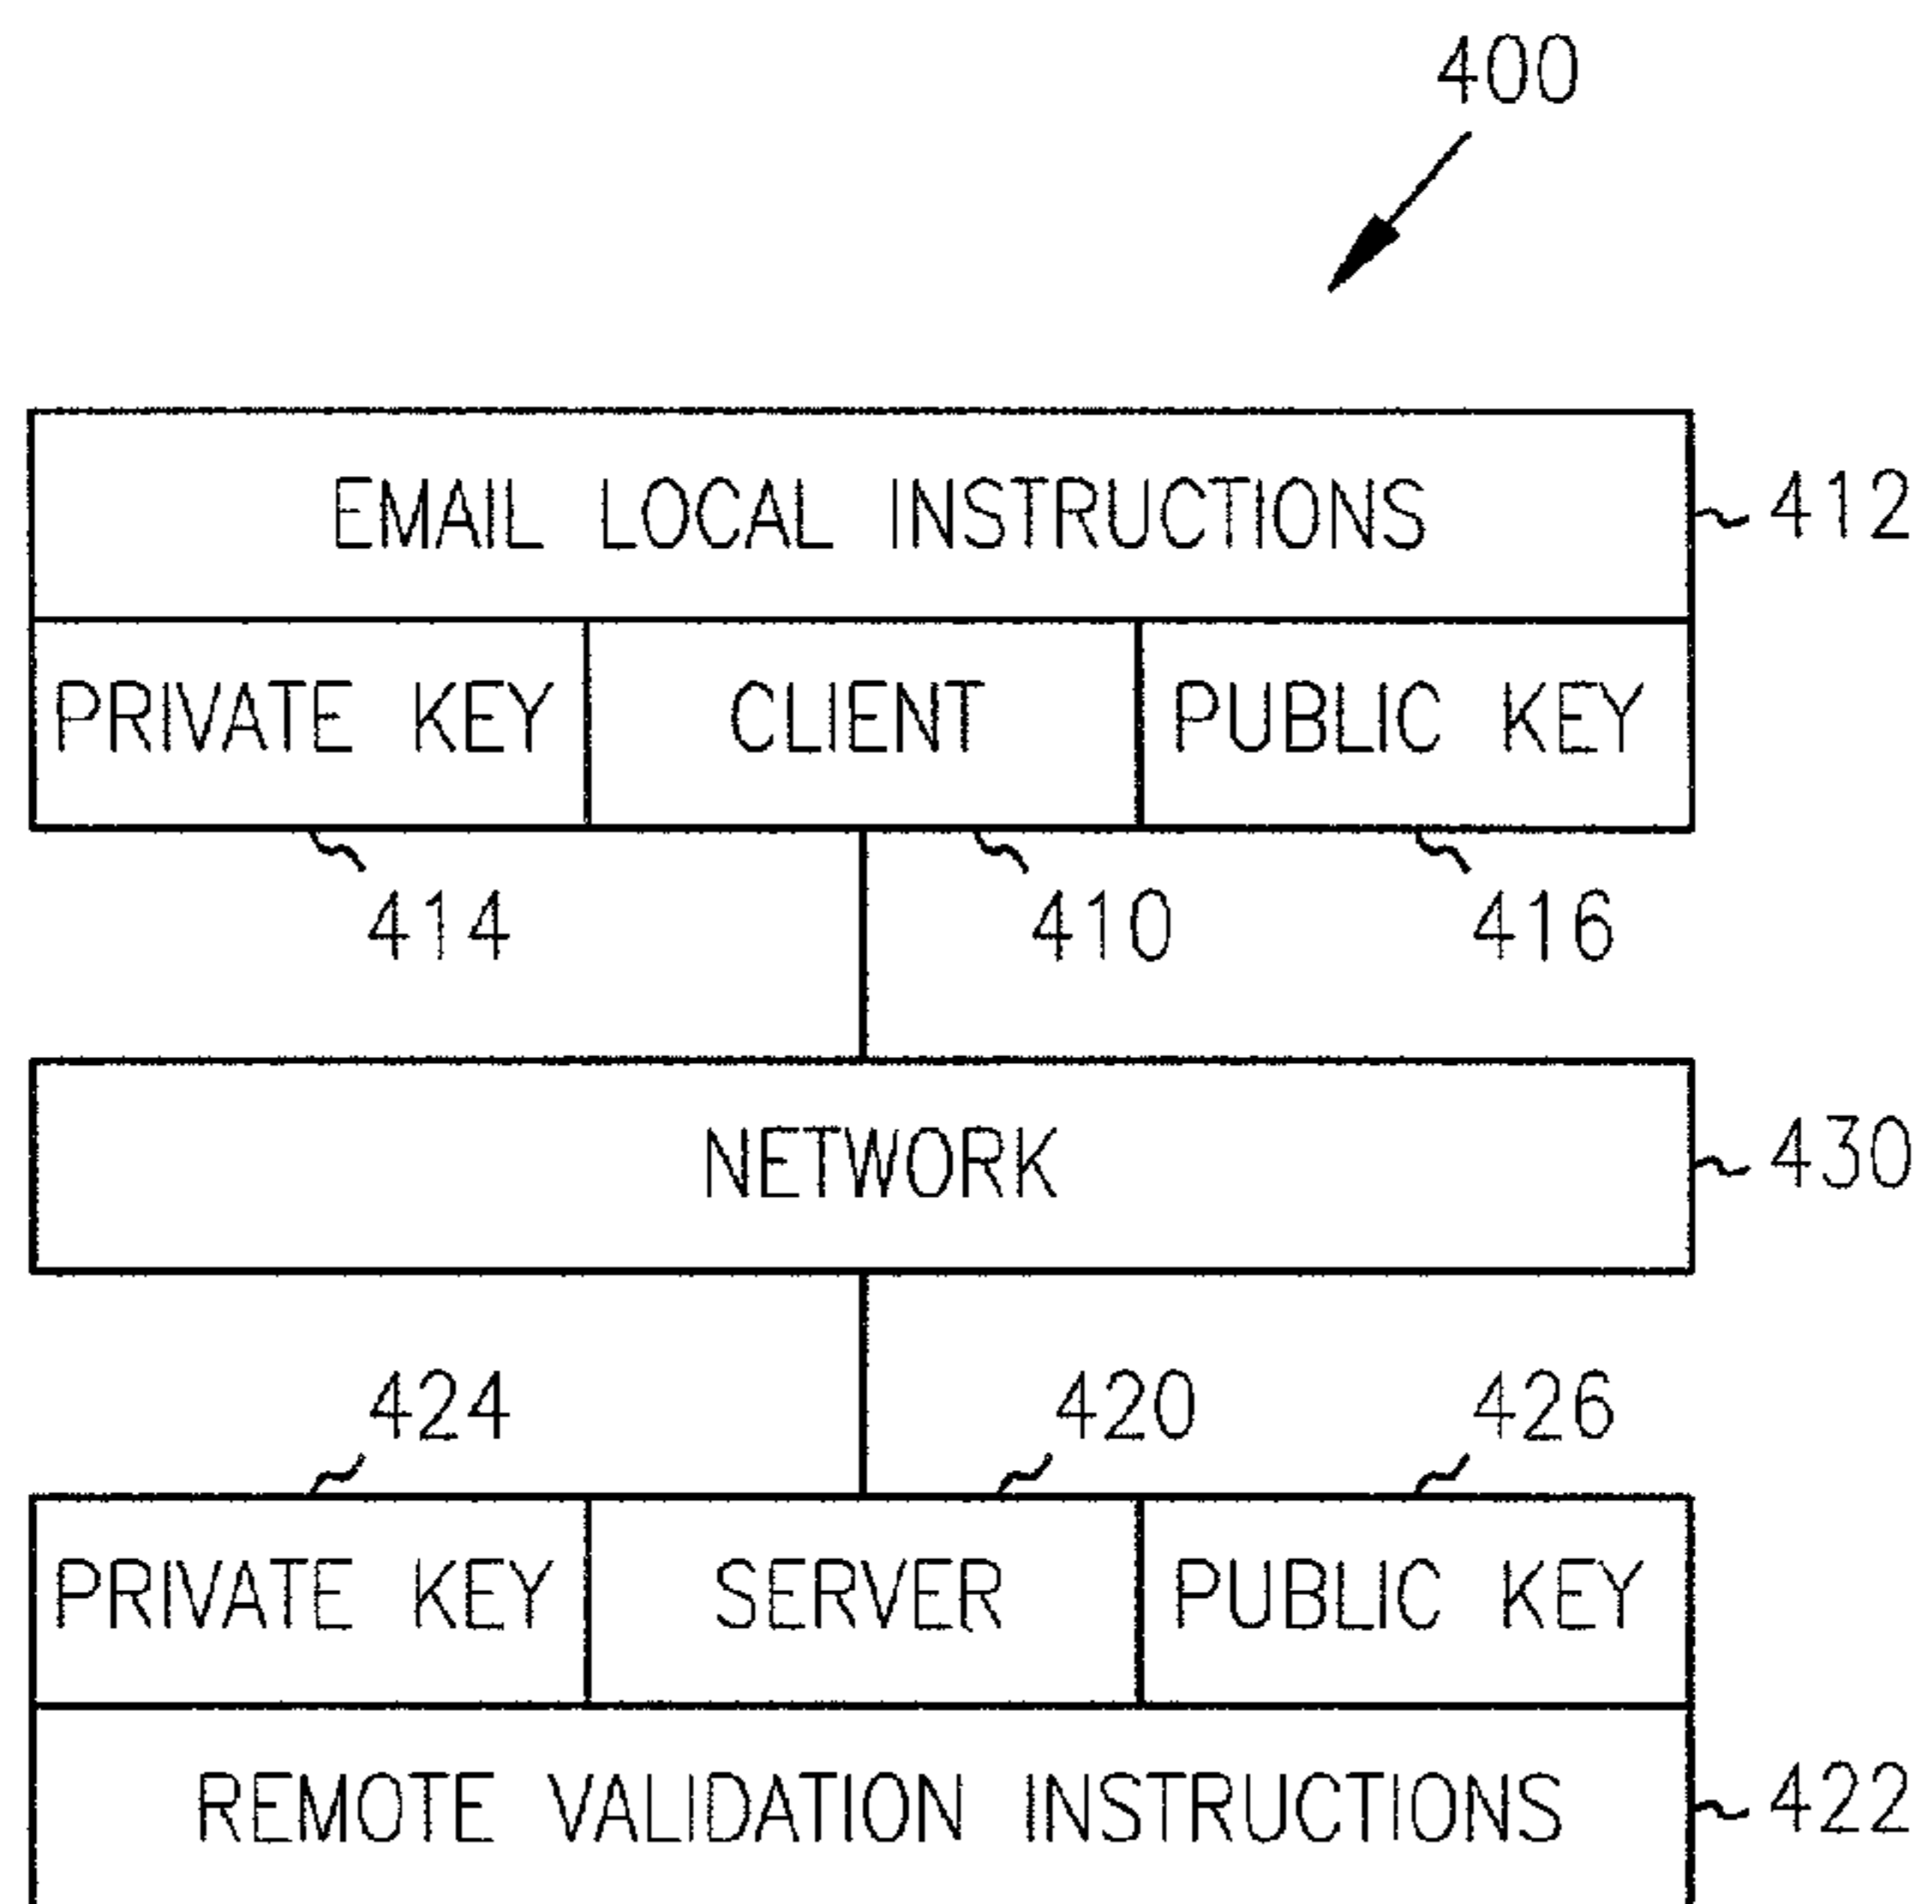 400
EMAIL LOCAL INSTRUCTIONS
412
PRIVATE KEY
CLIENT
PUBLIC KEY
414
410
416
NETWORK
430
424
420
426
PRIVATE KEY
SERVER
PUBLIC KEY
REMOTE VALIDATION INSTRUCTIONS
422